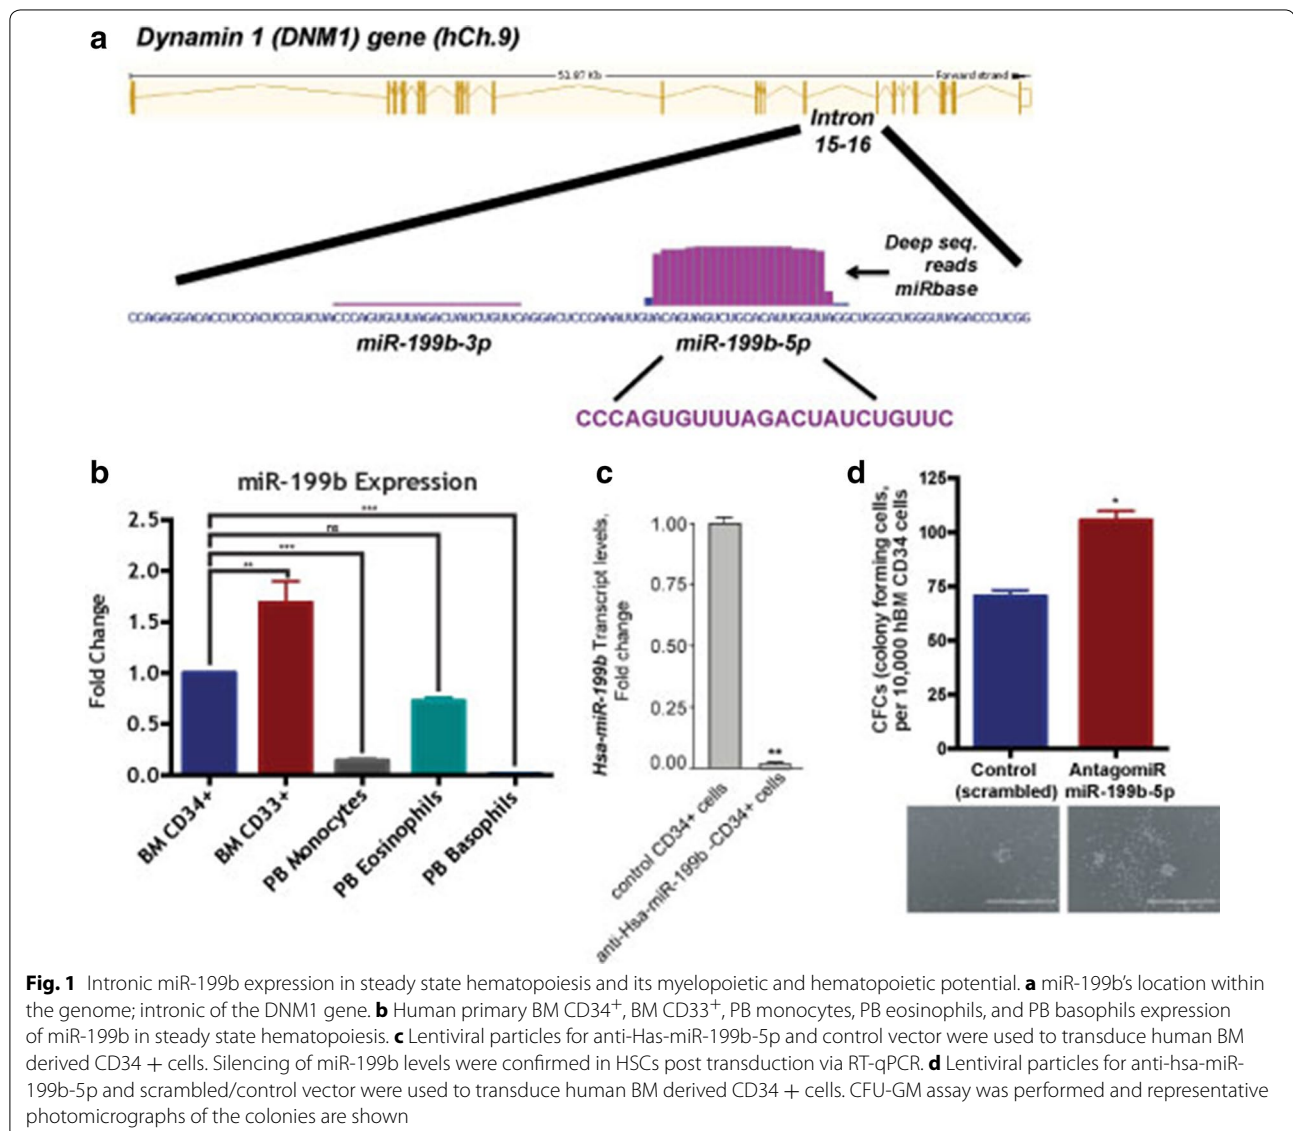 a Dynamin 1 (DNM1) gene (hCh.9)
Forward strand
Intron
15-16
Deep seq.
reads
miRbase
miR-199b-3p
miR-199b-5p
CCCAGUGUUUAGACUAUCUGUUC
b
miR-199b Expression
Fold Change
2.5
2.0
1.5
1.0
0.5
0.0
***
ns
***
**
BM CD34+
BM CD33+
PB Monocytes
PB Eosinophils
PB Basophils
c
Hsa-miR-199b Transcript levels,
Fold change
1.00
0.75
0.50
0.25
0.00
**
control CD34+ cells
anti-Hsa-miR-199b -CD34+ cells
d
CFCs (colony forming cells,
per 10,000 hBM CD34 cells
125
100
75
50
25
0
*
Control
(scrambled)
AntagomiR
miR-199b-5p
Fig. 1 Intronic miR-199b expression in steady state hematopoiesis and its myelopoietic and hematopoietic potential. a miR-199b's location within
the genome; intronic of the DNM1 gene. b Human primary BM CD34+, BM CD33+, PB monocytes, PB eosinophils, and PB basophils expression
of miR-199b in steady state hematopoiesis. c Lentiviral particles for anti-Has-miR-199b-5p and control vector were used to transduce human BM
derived CD34 + cells. Silencing of miR-199b levels were confirmed in HSCs post transduction via RT-qPCR. d Lentiviral particles for anti-hsa-miR-
199b-5p and scrambled/control vector were used to transduce human BM derived CD34 + cells. CFU-GM assay was performed and representative
photomicrographs of the colonies are shown